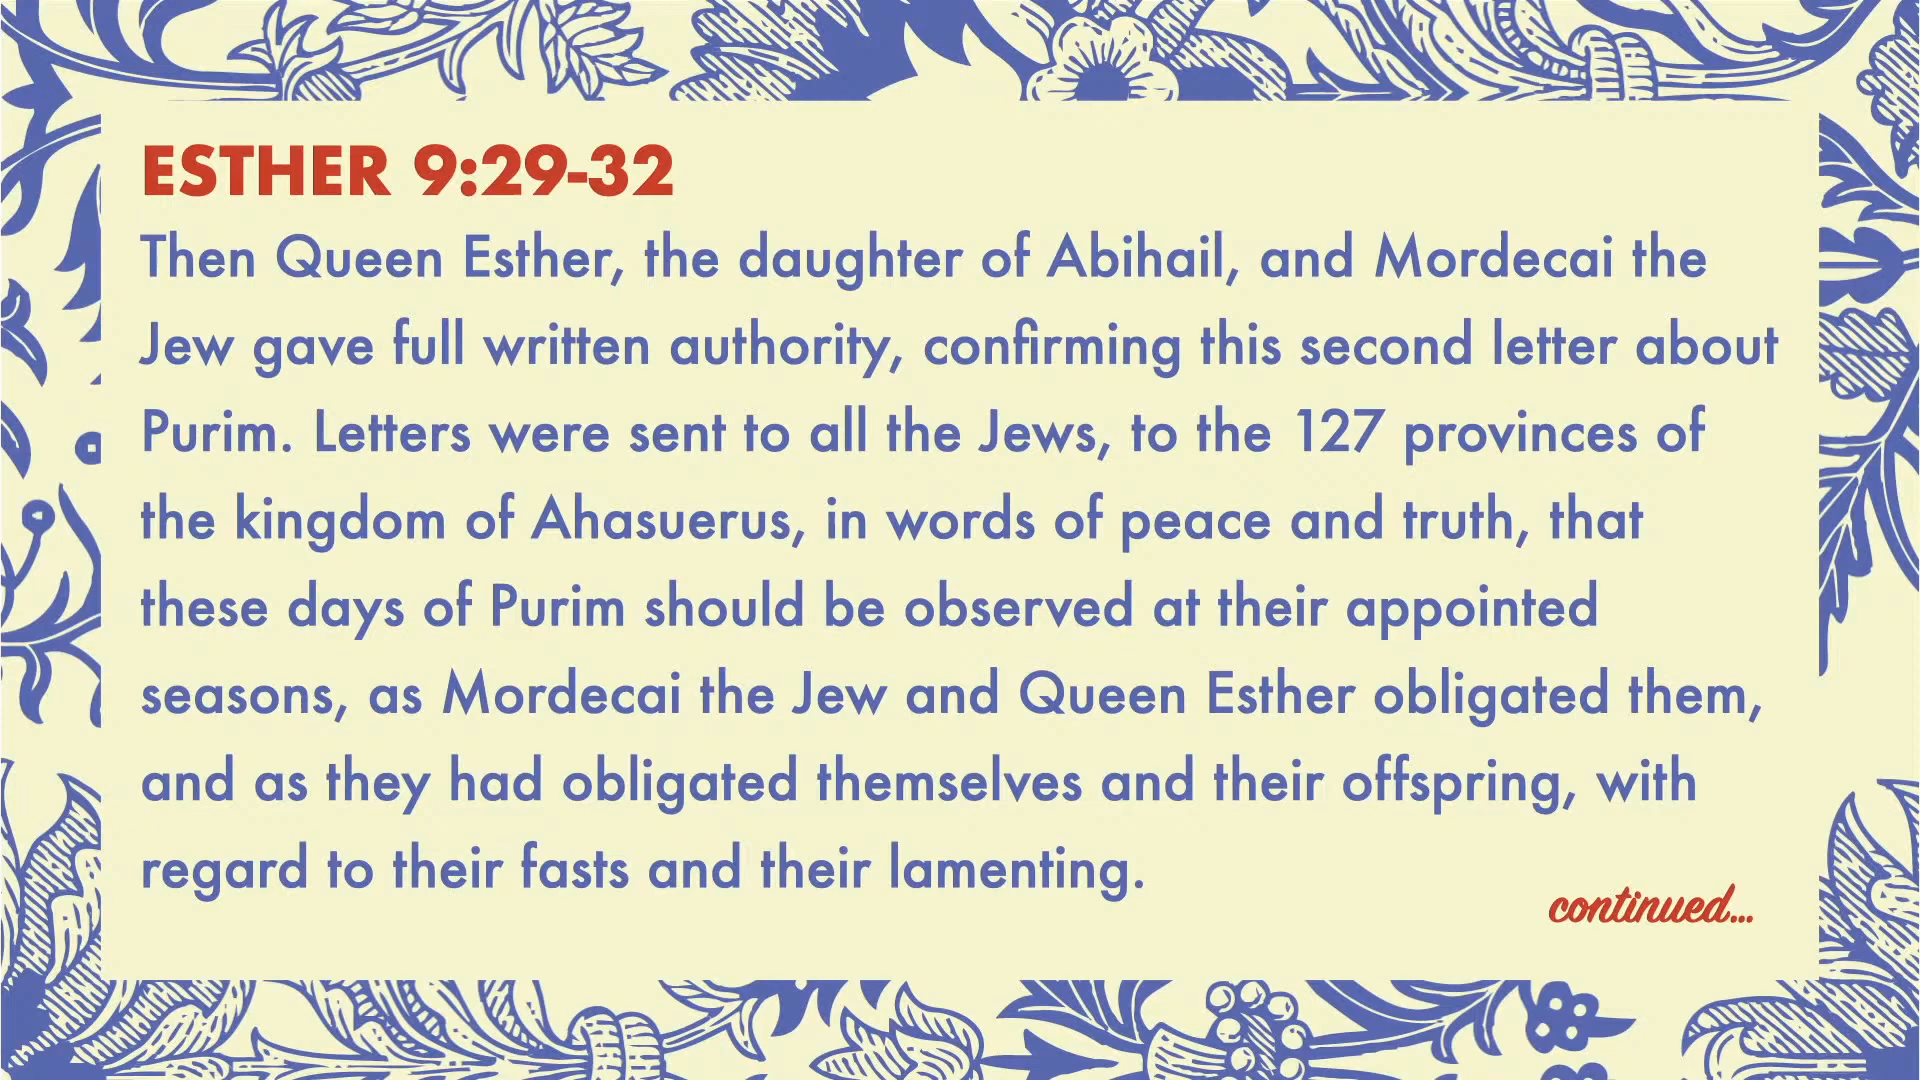 ESTHER 9:29-32
Then Queen Esther, the daughter of Abihail, and Mordecai the
Jew gave full written authority, confirming this second letter about
Purim. Letters were sent to all the Jews, to the 127 provinces of
the kingdom of Ahasuerus, in words of peace and truth, that
these days of Purim should be observed at their appointed
seasons, as Mordecai the Jew and Queen Esther obligated them,
and as they had obligated themselves and their offspring, with
regard to their fasts and their lamenting.
continued...